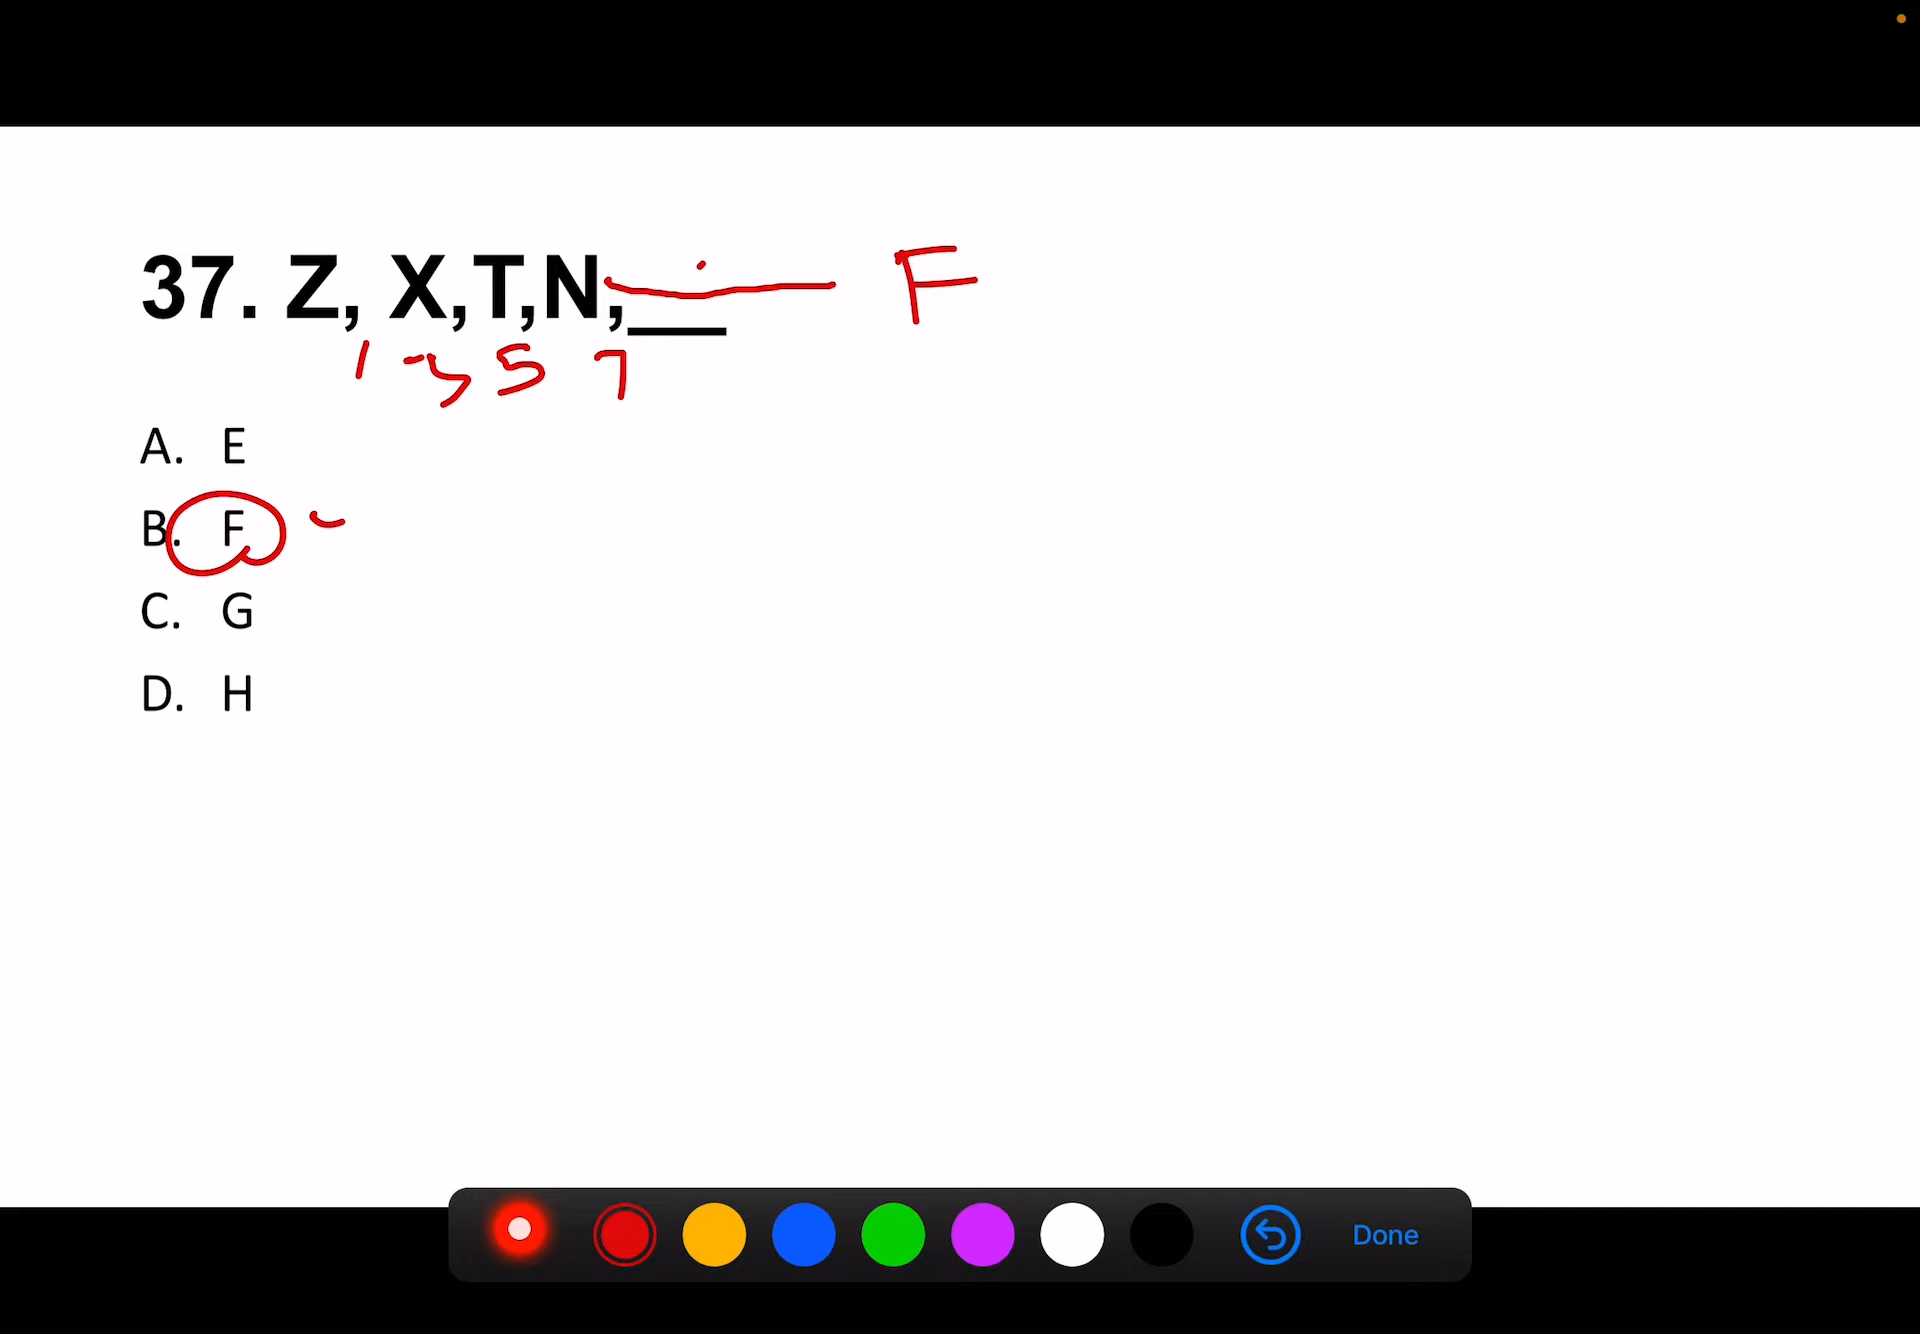 37. Z, X,T,N,___ F
1 3 5 7
A. E
B. F
C. G
D. H
Done